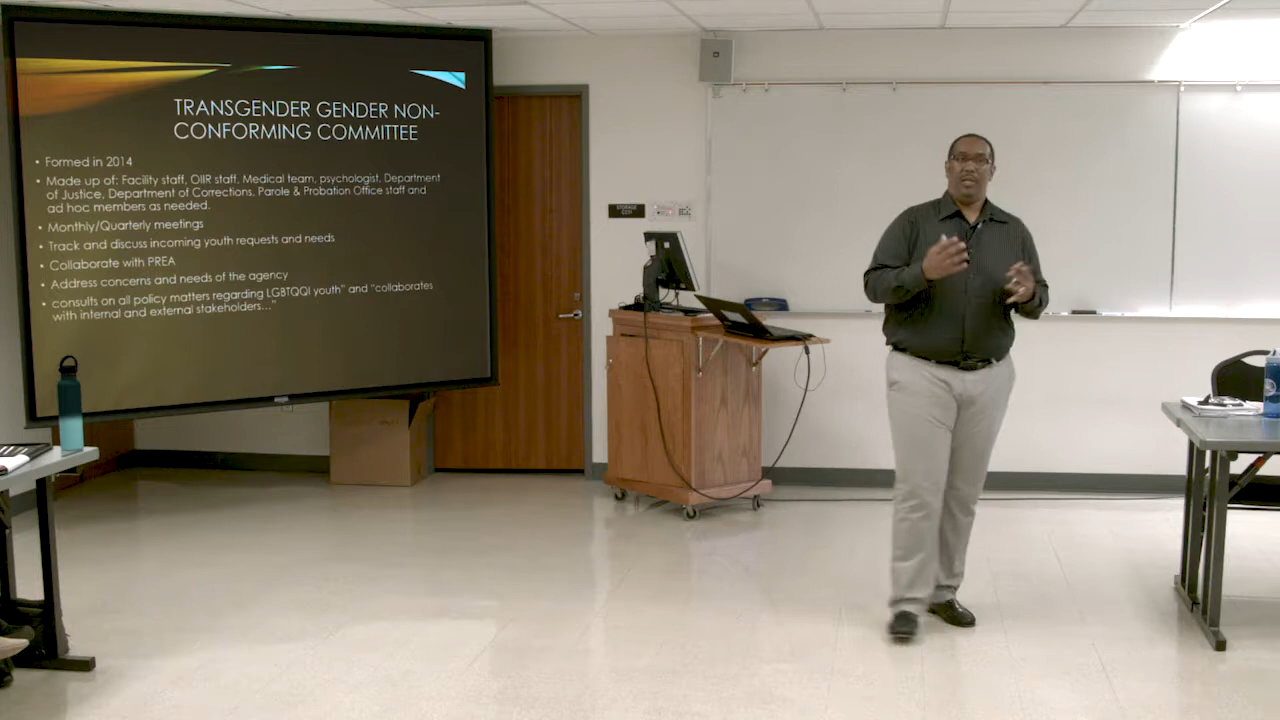 TRANSGENDER GENDER NON-
CONFORMING COMMITTEE
• Formed in 2014
• Made up of: Facility staff, OIIR staff, Medical team, psychologist, Department
of Justice, Department of Corrections, Parole & Probation Office staff and
ad hoc members as needed.
• Monthly/Quarterly meetings
• Track and discuss incoming youth requests and needs
• Collaborate with PREA
• Address concerns and needs of the agency
• consults on all policy matters regarding LGBTQQI youth" and "collaborates
with internal and external stakeholders…"
STORAGE